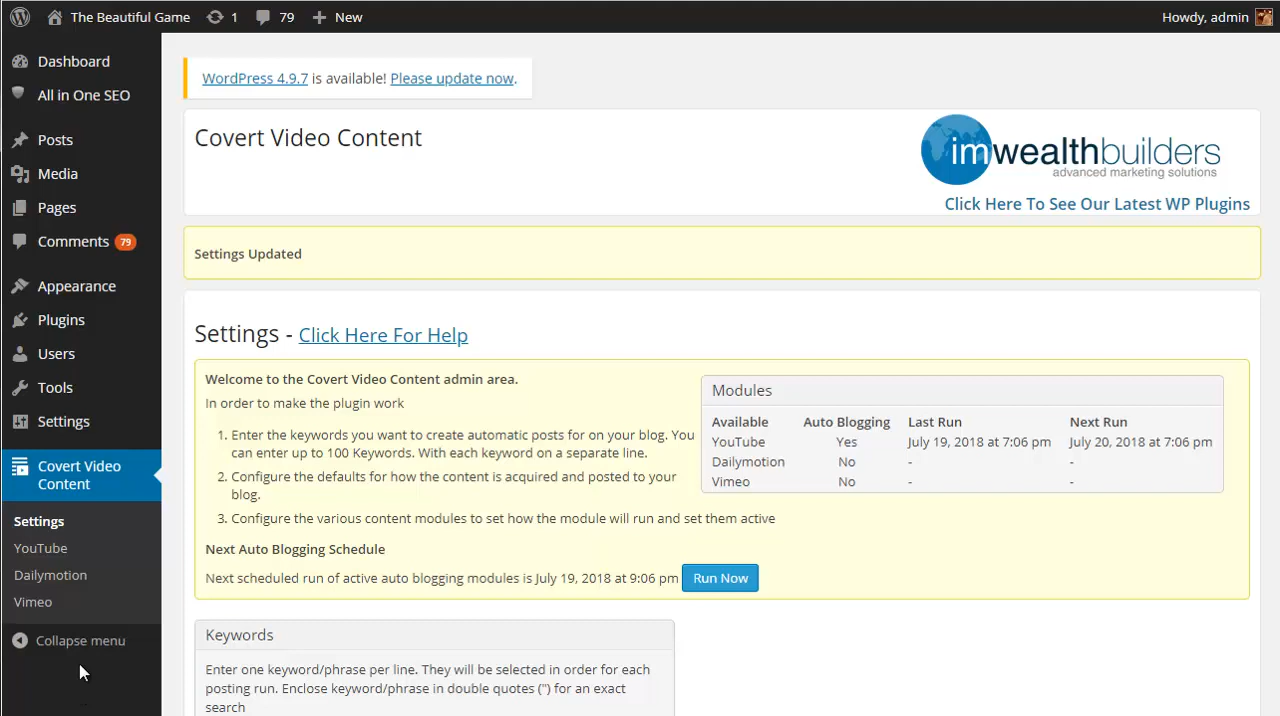 The Beautiful Game 1 79 New Howdy, admin
Dashboard
All in One SEO
Posts
Media
Pages
Comments 79
Appearance
Plugins
Users
Tools
Settings
Covert Video
Content
Settings
YouTube
Dailymotion
Vimeo
Collapse menu
WordPress 4.9.7 is available! Please update now.
Covert Video Content
imwealthbuilders
advanced marketing solutions
Click Here To See Our Latest WP Plugins
Settings Updated
Settings - Click Here For Help
Welcome to the Covert Video Content admin area.
In order to make the plugin work
1. Enter the keywords you want to create automatic posts for on your blog. You
can enter up to 100 Keywords. With each keyword on a separate line.
2. Configure the defaults for how the content is acquired and posted to your
blog.
3. Configure the various content modules to set how the module will run and set them active
Modules
Available Auto Blogging Last Run Next Run
YouTube Yes July 19, 2018 at 7:06 pm July 20, 2018 at 7:06 pm
Dailymotion No - -
Vimeo No - -
Next Auto Blogging Schedule
Next scheduled run of active auto blogging modules is July 19, 2018 at 9:06 pm Run Now
Keywords
Enter one keyword/phrase per line. They will be selected in order for each
posting run. Enclose keyword/phrase in double quotes (") for an exact
search